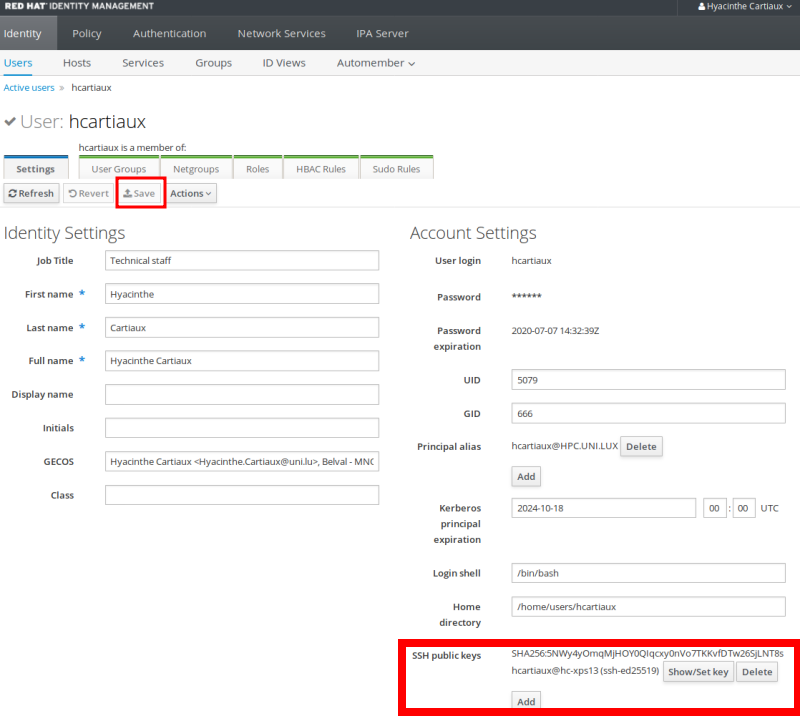 RED HAT IDENTITY MANAGEMENT
Hyacinthe Cartiaux
Identity Policy Authentication Network Services IPA Server
Users Hosts Services Groups ID Views Automember
Active users » hcartiaux
User: hcartiaux
hcartiaux is a member of:
Settings User Groups Netgroups Roles HBAC Rules Sudo Rules
Refresh Revert Save Actions
Identity Settings
Job Title Technical staff
First name * Hyacinthe
Last name * Cartiaux
Full name * Hyacinthe Cartiaux
Display name
Initials
GECOS Hyacinthe Cartiaux <Hyacinthe.Cartiaux@uni.lu>, Belval - MNC
Class
Account Settings
User login hcartiaux
Password ******
Password
expiration
2020-07-07 14:32:39Z
UID 5079
GID 666
Principal alias hcartiaux@HPC.UNI.LUX Delete
Add
Kerberos
principal
expiration
2024-10-18 00 : 00 UTC
Login shell /bin/bash
Home
directory
/home/users/hcartiaux
SSH public keys SHA256:5NWy4yOmqMjHOY0QIqcxy0nVo7TKKvfDTw26SjLNT8s
hcartiaux@hc-xps13 (ssh-ed25519) Show/Set key Delete
Add